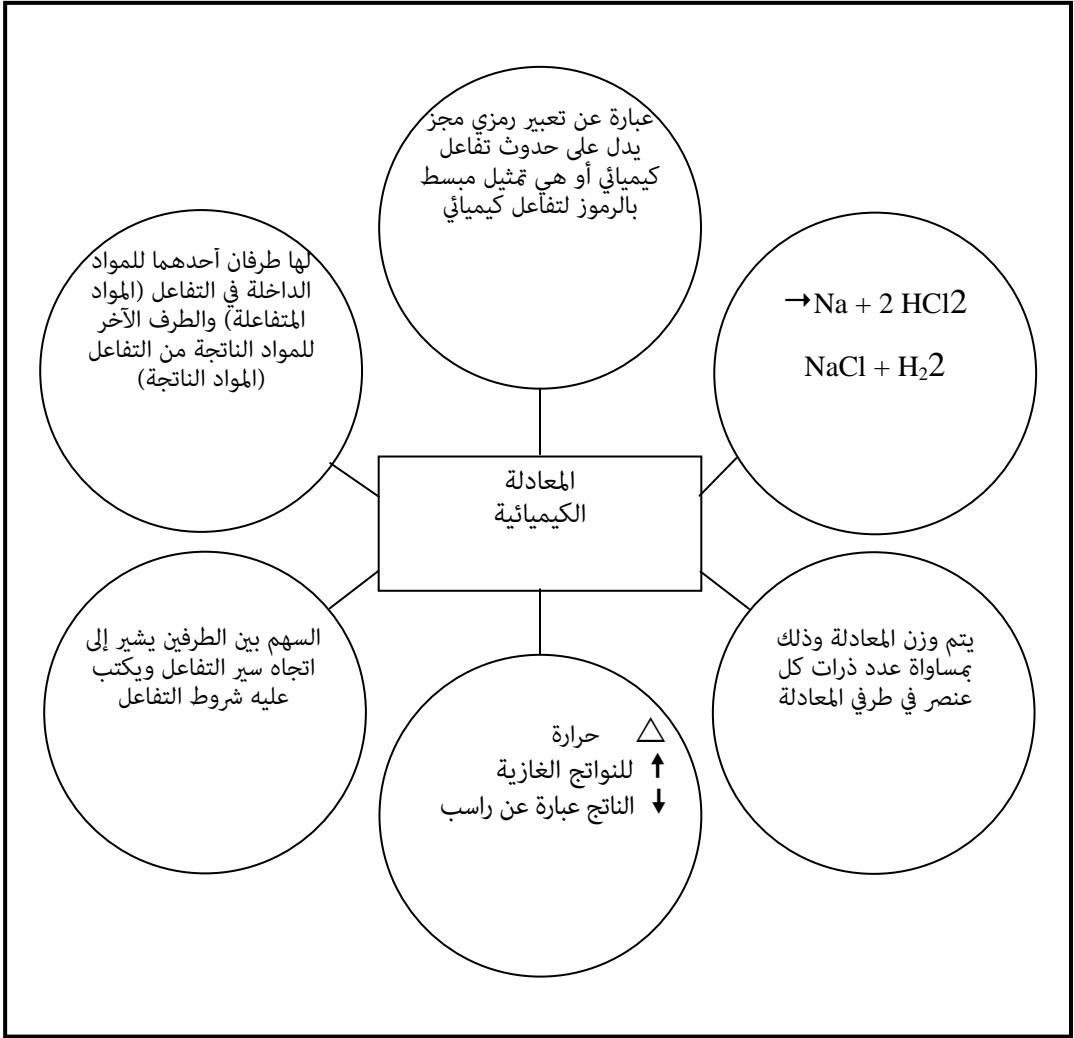 عبارة عن تعبير رمزي مجز
يدل على حدوث تفاعل
كيميائي أو هي تمثيل مبسط
بالرموز لتفاعل كيميائي
→Na + 2 HCl2
NaCl + H₂2
لها طرفان أحدهما للمواد
الداخلة في التفاعل (المواد
المتفاعلة) والطرف الآخر
للمواد الناتجة من التفاعل
(المواد الناتجة)
المعادلة
الكيميائية
يتم وزن المعادلة وذلك
بمساواة عدد ذرات كل
عنصر في طرفي المعادلة
السهم بين الطرفين يشير إلى
اتجاه سير التفاعل ويكتب
عليه شروط التفاعل
△ حرارة
↑ للنواتج الغازية
↓ الناتج عبارة عن راسب